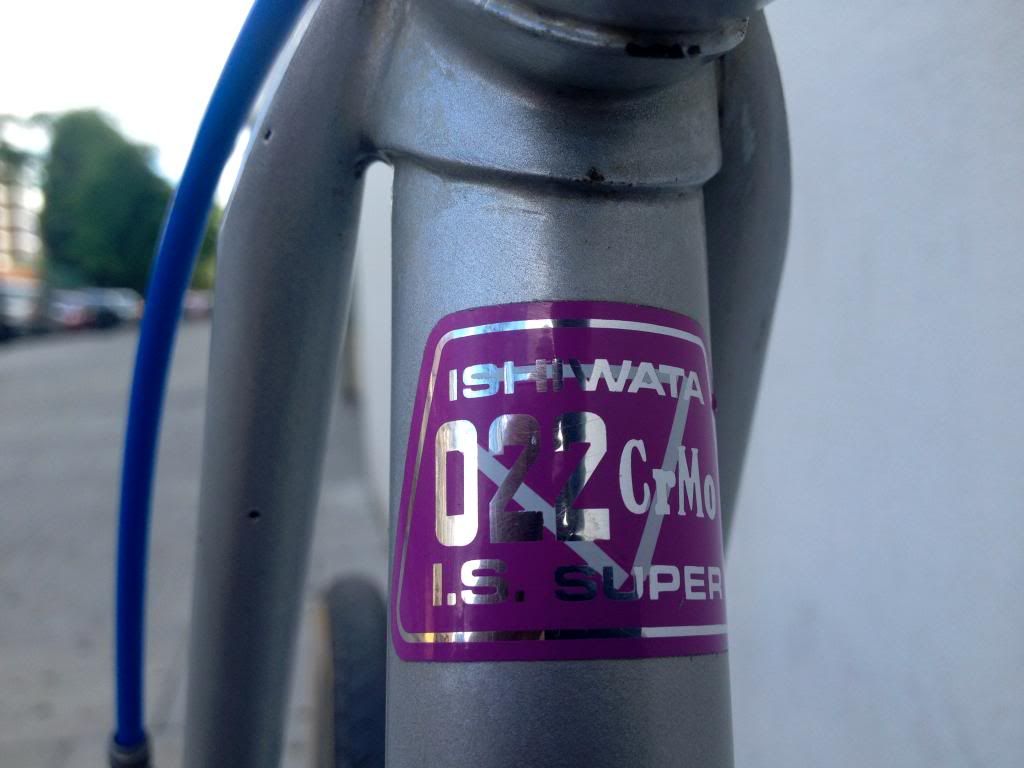 ISHIWATA
022 CrMo
I.S. SUPER